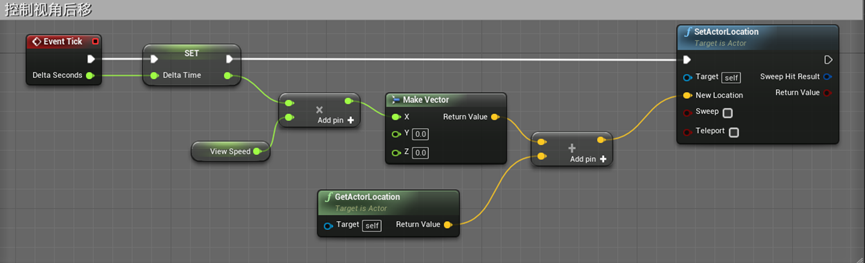 控制视角后移
Event Tick
Delta Seconds
SET
Delta Time
View Speed
×
Add pin +
Make Vector
X
Return Value
Y 0.0
Z 0.0
f GetActorLocation
Target is Actor
Target self
Return Value
+
Add pin +
f SetActorLocation
Target is Actor
Target self
Sweep Hit Result
New Location
Return Value
Sweep
Teleport